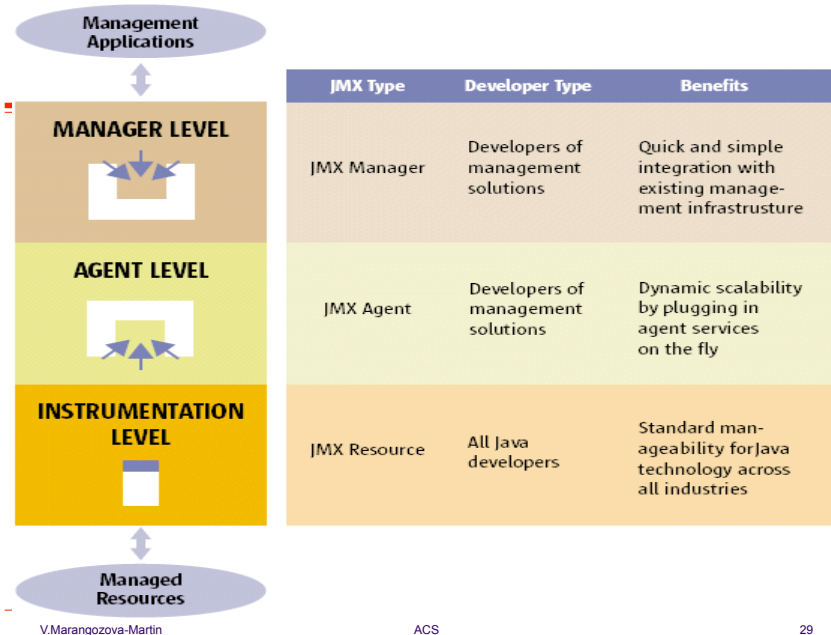 Management
Applications
JMX Type Developer Type Benefits
MANAGER LEVEL
JMX Manager
Developers of
management
solutions
Quick and simple
integration with
existing manage-
ment infrastrusture
AGENT LEVEL
JMX Agent
Developers of
management
solutions
Dynamic scalability
by plugging in
agent services
on the fly
INSTRUMENTATION
LEVEL
JMX Resource
All Java
developers
Standard man-
ageability forJava
technology across
all industries
Managed
Resources
V.Marangozova-Martin ACS 29